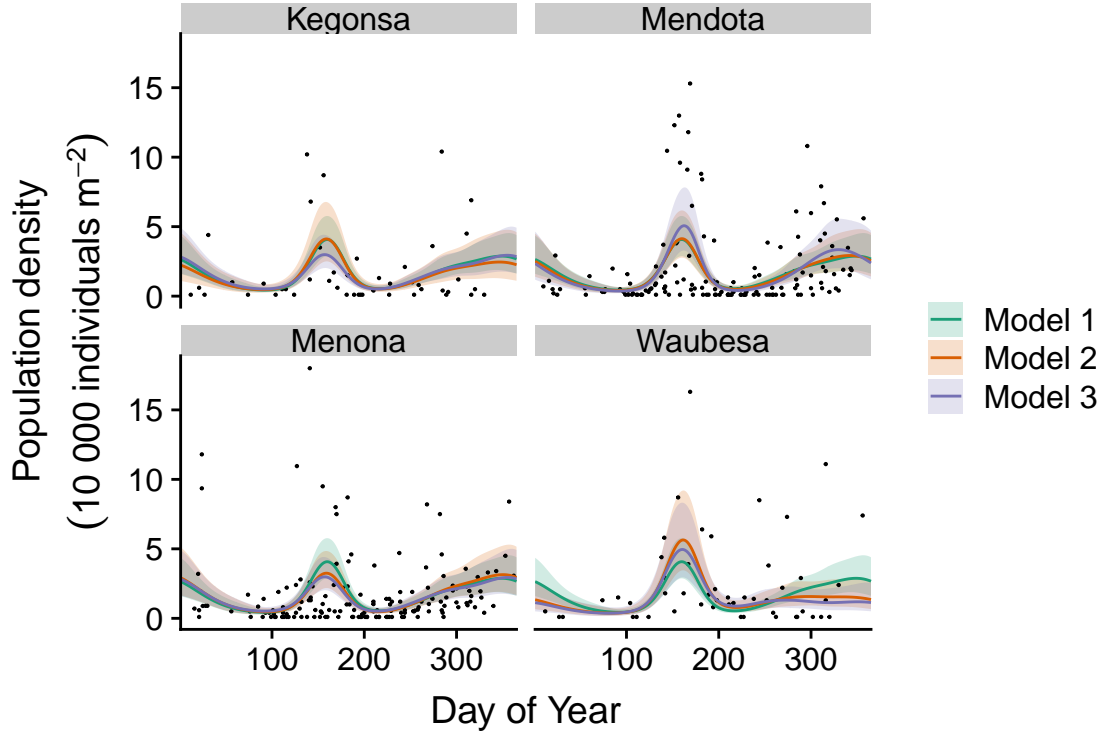 Kegonsa
Mendota
15
10
5
0
Menona
Waubesa
15
10
5
0
100
200
300
100
200
300
Day of Year
Population density
(10 000 individuals m−2)
Model 1
Model 2
Model 3